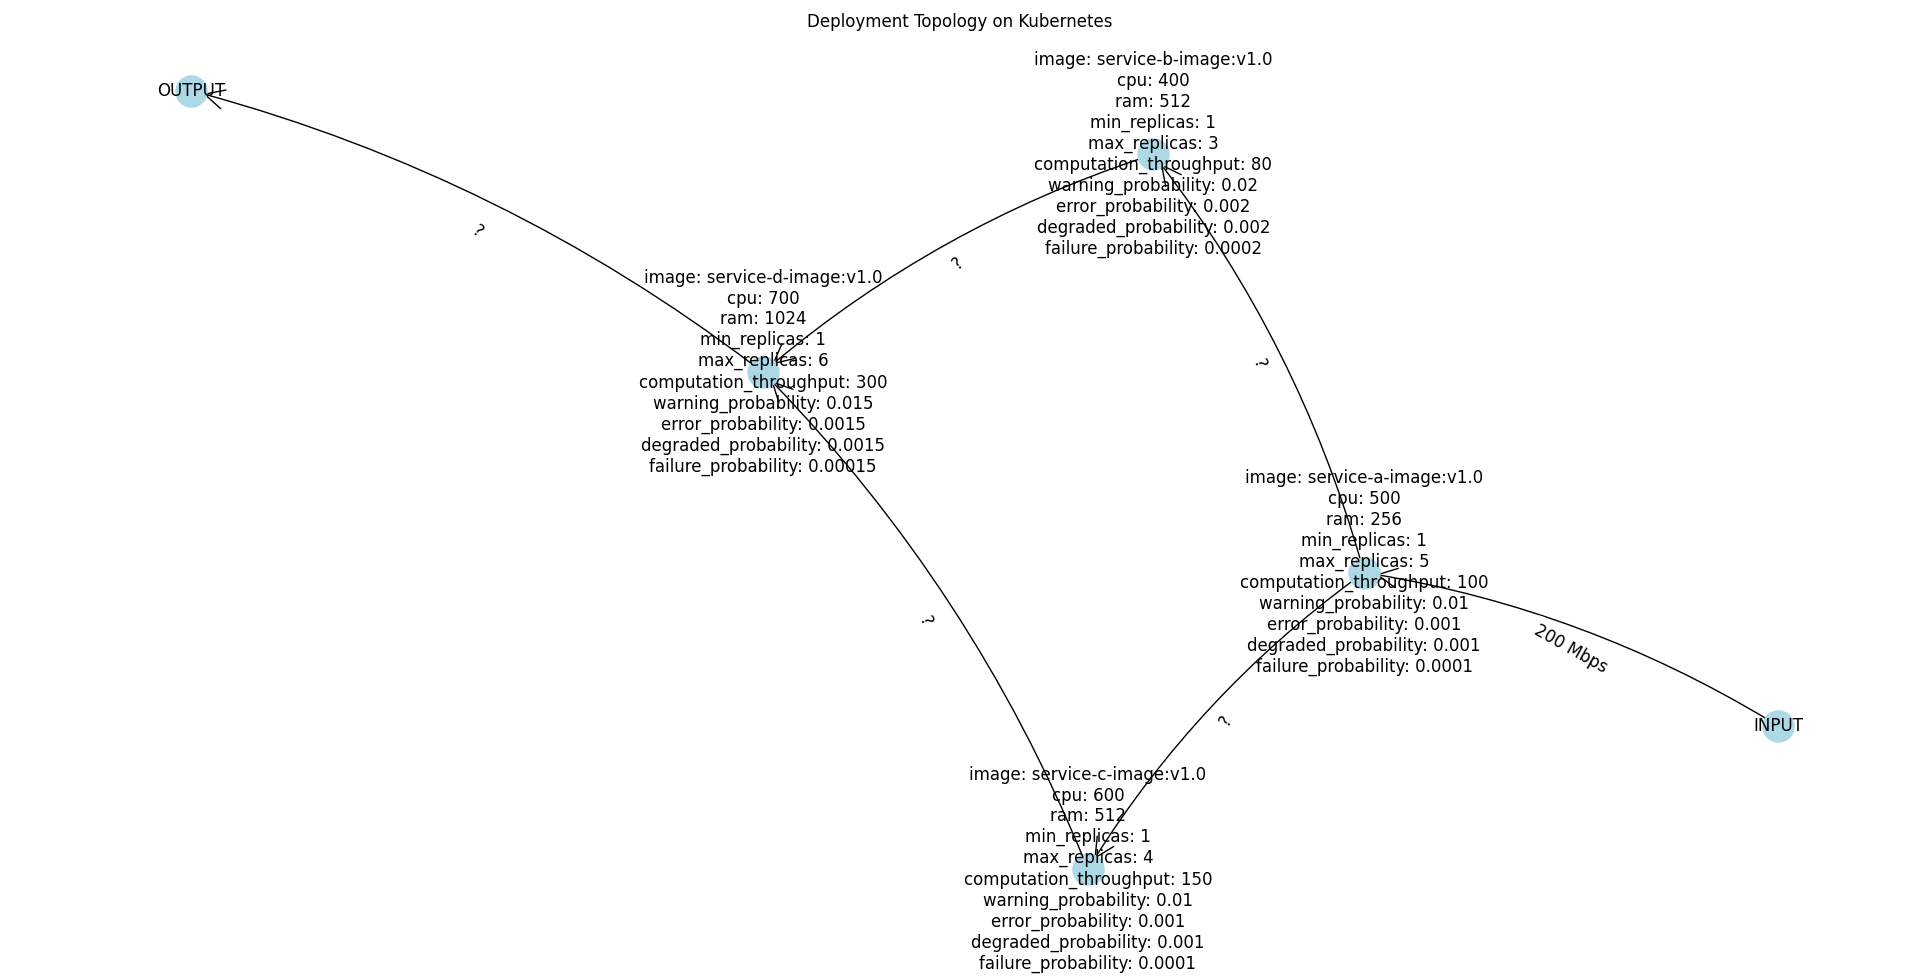 Deployment Topology on Kubernetes
OUTPUT
image: service-b-image:v1.0
cpu: 400
ram: 512
min_replicas: 1
max_replicas: 3
computation_throughput: 80
warning_probability: 0.02
error_probability: 0.002
degraded_probability: 0.002
failure_probability: 0.0002
?
?
image: service-d-image:v1.0
cpu: 700
ram: 1024
min_replicas: 1
max_replicas: 6
computation_throughput: 300
warning_probability: 0.015
error_probability: 0.0015
degraded_probability: 0.0015
failure_probability: 0.00015
?
image: service-a-image:v1.0
cpu: 500
ram: 256
min_replicas: 1
max_replicas: 5
computation_throughput: 100
warning_probability: 0.01
error_probability: 0.001
degraded_probability: 0.001
failure_probability: 0.0001
?
200 Mbps
?
INPUT
image: service-c-image:v1.0
cpu: 600
ram: 512
min_replicas: 1
max_replicas: 4
computation_throughput: 150
warning_probability: 0.01
error_probability: 0.001
degraded_probability: 0.001
failure_probability: 0.0001